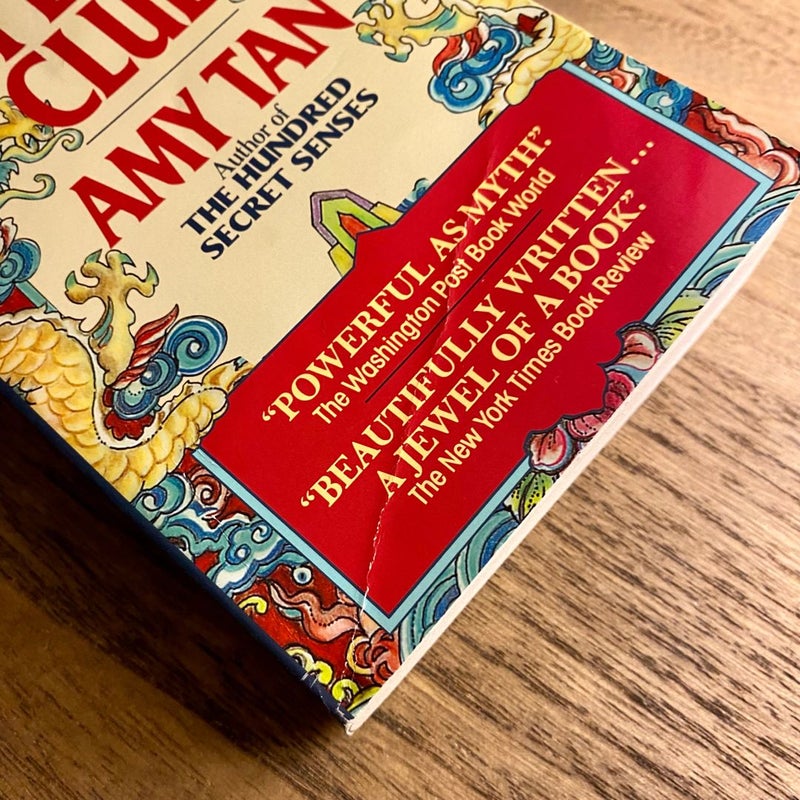 CLUB
AMY TAN
Author of
THE HUNDRED
SECRET SENSES
“POWERFUL AS MYTH.”
The Washington Post Book World
“BEAUTIFULLY WRITTEN...
A JEWEL OF A BOOK.”
The New York Times Book Review